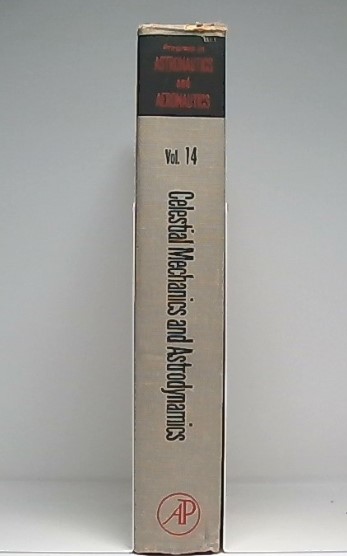 Progress in
ASTRONAUTICS
and
AERONAUTICS
Vol. 14
Celestial Mechanics and Astrodynamics
AP